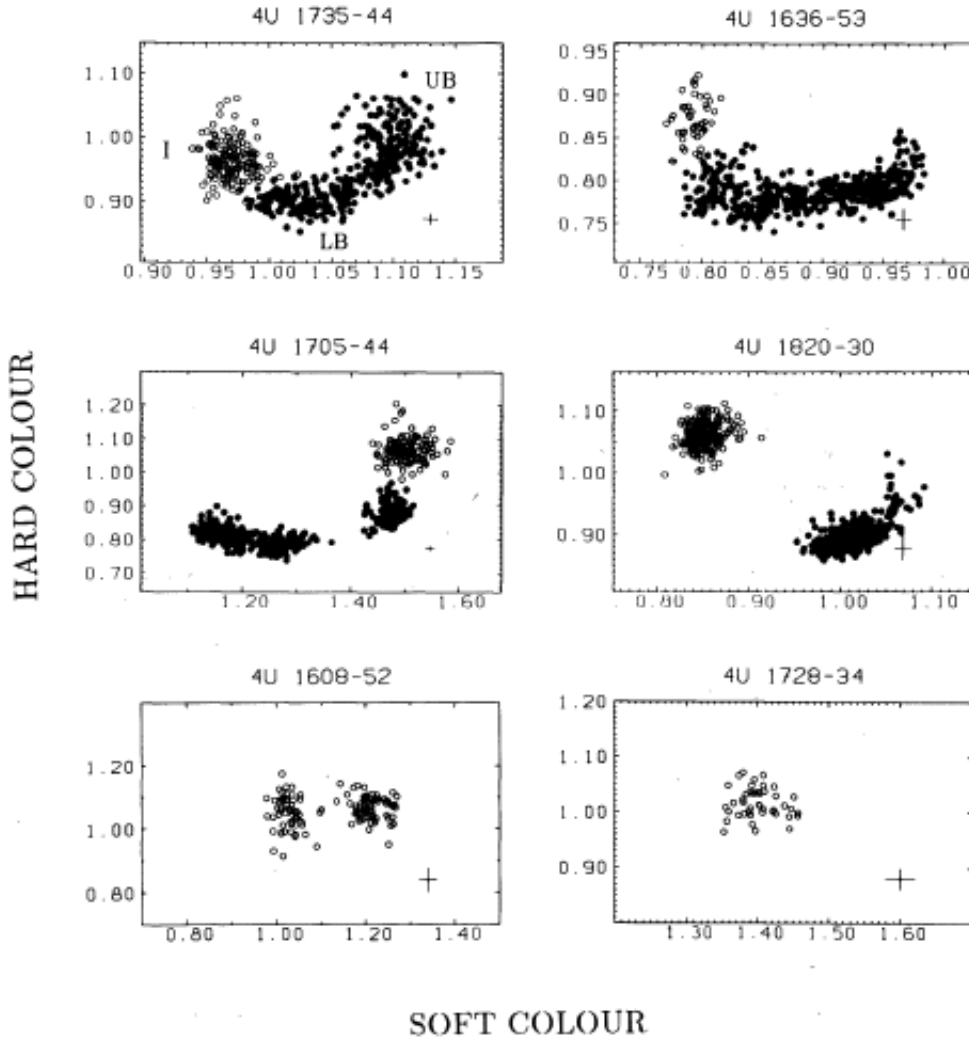 4U 1735-44 4U 1636-53
1.10 1.00 0.90
I UB LB
0.90 0.95 1.00 1.05 1.10 1.15
0.95 0.90 0.85 0.80 0.75
0.75 0.80 0.85 0.90 0.95 1.00
4U 1705-44 4U 1820-30
1.20 1.10 1.00 0.90 0.80 0.70
1.20 1.40 1.60
1.10 1.00 0.90
0.80 0.90 1.00 1.10
HARD COLOUR
4U 1608-52 4U 1728-34
1.20 1.00 0.80
0.80 1.00 1.20 1.40
1.20 1.10 1.00 0.90
1.30 1.40 1.50 1.60
SOFT COLOUR